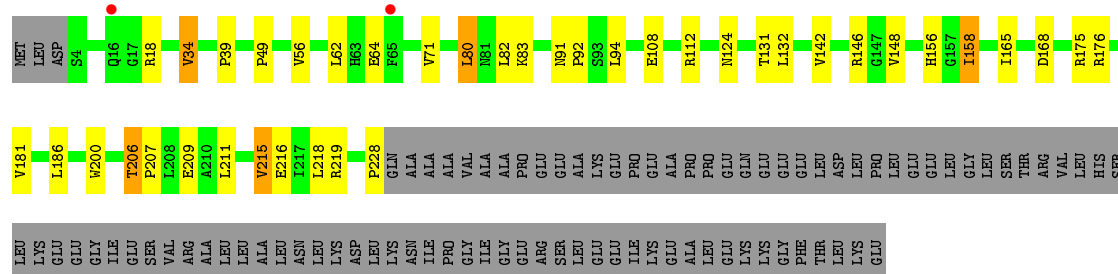 MET LEU ASP S4 Q16 G17 R18 V34 P39 P49 V56 L62 H63 E64 F65 V71 L80 N81 L82 K83 N91 P92 S93 L94 E108 R112 N124 T131 L132 V142 R146 G147 V148 H156 G157 I158 I165 D168 R175 R176
V181 L186 W200 T206 P207 L208 E209 A210 L211 V215 E216 I217 L218 R219 P228 GLN ALA ALA ALA VAL ALA ALA PRO GLU GLU ALA LYS GLU PRO GLU ALA PRO PRO GLU GLN GLU GLU GLU LEU ASP LEU PRO LEU GLU GLU LEU GLY LEU SER THR ARG VAL LEU HIS SER
LEU LYS GLU GLU GLY ILE GLU SER VAL ARG ALA LEU LEU ALA LEU ASN LEU LYS ASP LEU LYS ASN ILE PRO GLY ILE GLY GLU ARG SER LEU GLU GLU ILE LYS GLU ALA LEU GLU LYS LYS GLY PHE THR LEU LYS GLU